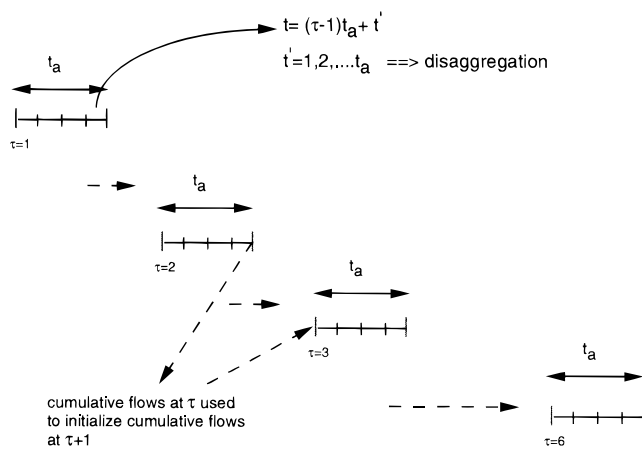 t= (τ-1)ta+ t'
t'=1,2,....ta ==> disaggregation
ta
τ=1
ta
τ=2
ta
τ=3
ta
τ=6
cumulative flows at τ used
to initialize cumulative flows
at τ+1